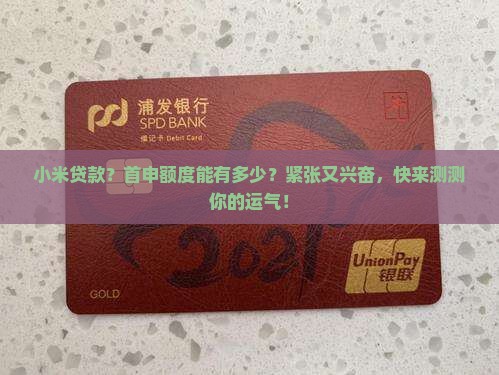 浦发银行
SPD BANK
借记卡 Debit Card
牛
小米贷款？首申额度能有多少？紧张又兴奋，快来测测
你的运气！
2021
UnionPay
银联
GOLD